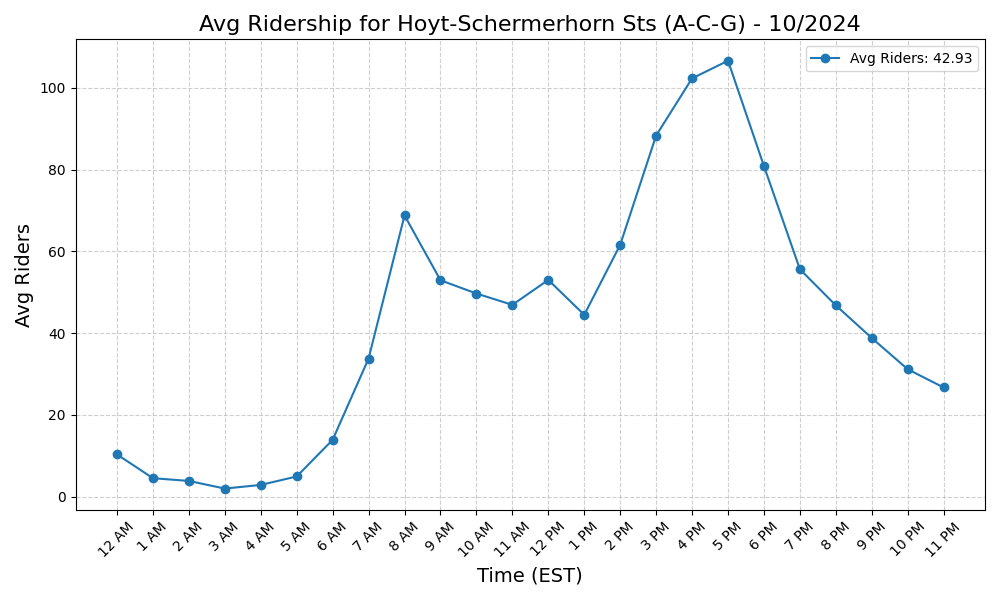 Avg Ridership for Hoyt-Schermerhorn Sts (A-C-G) - 10/2024
Avg Riders: 42.93
Avg Riders
100
80
60
40
20
0
12 AM
1 AM
2 AM
3 AM
4 AM
5 AM
6 AM
7 AM
8 AM
9 AM
10 AM
11 AM
12 PM
1 PM
2 PM
3 PM
4 PM
5 PM
6 PM
7 PM
8 PM
9 PM
10 PM
11 PM
Time (EST)